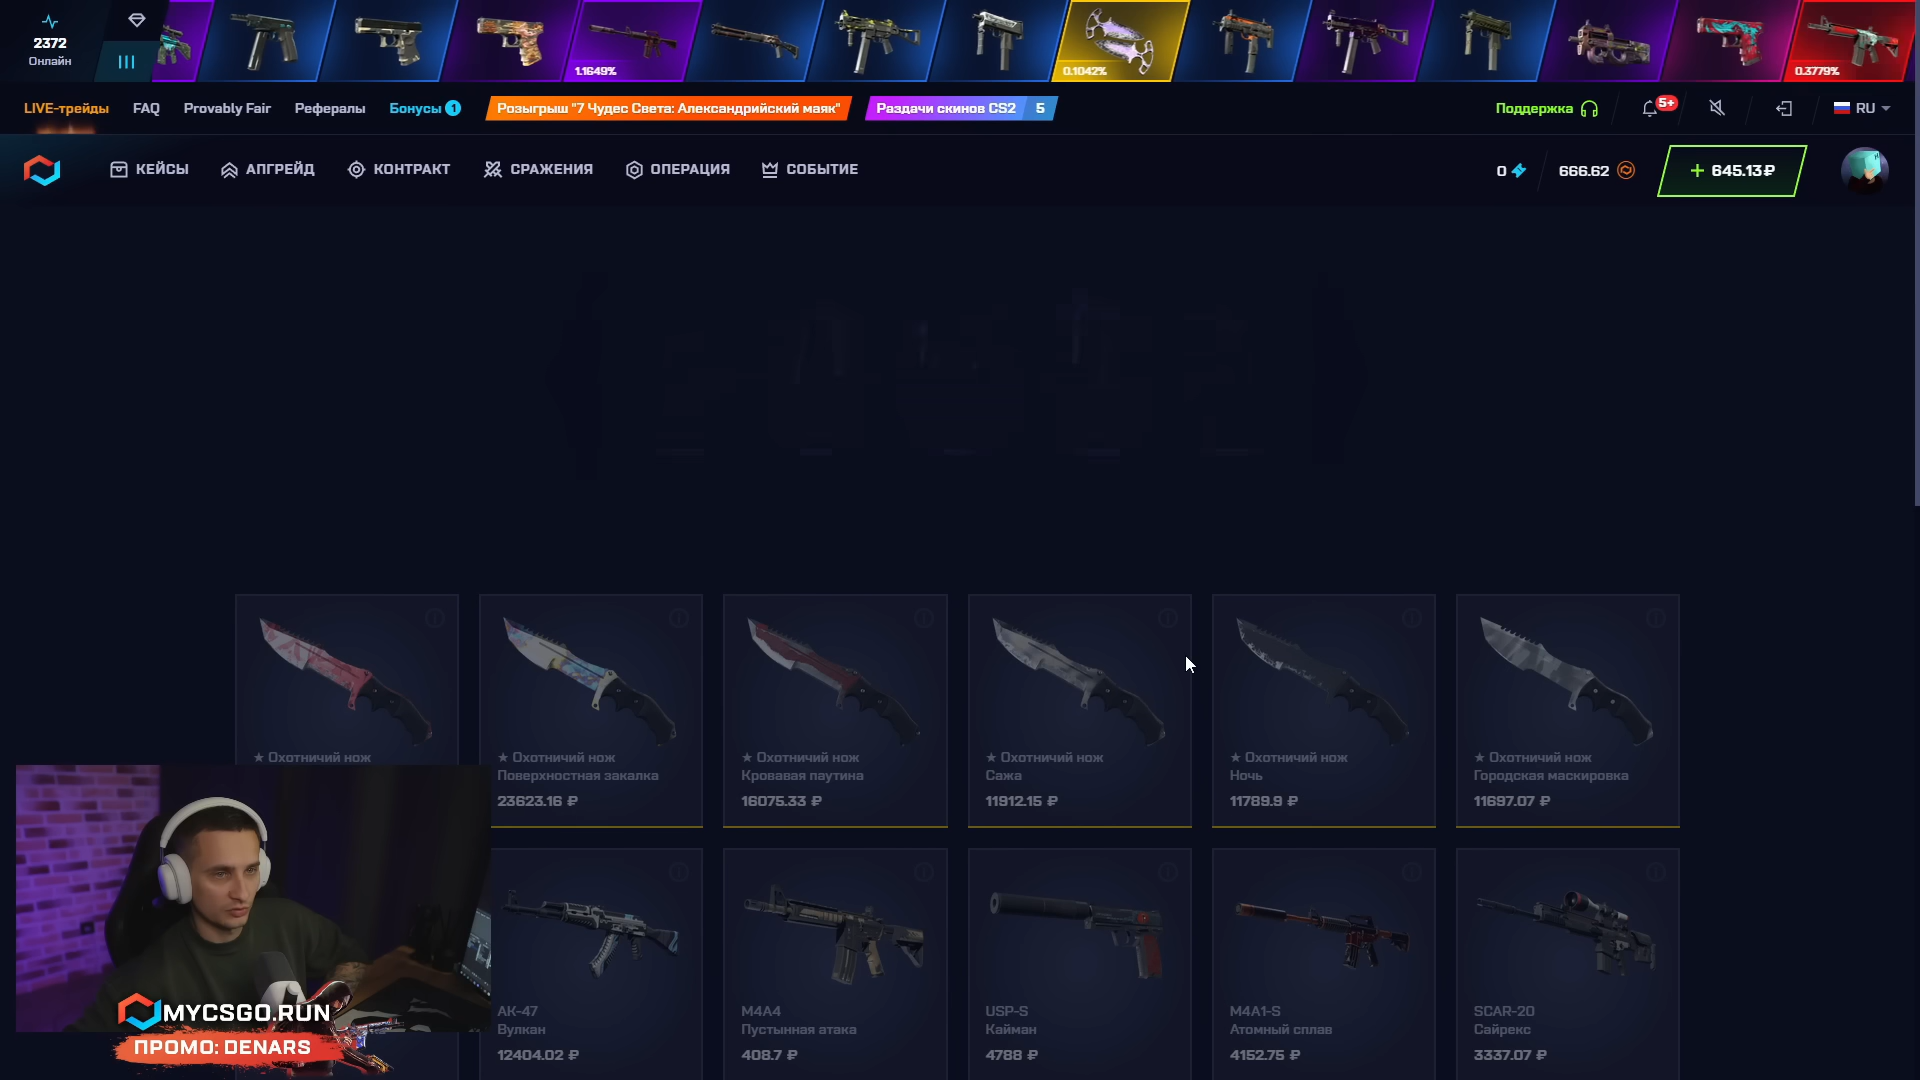 2372
Онлайн
1.1649%
0.1042%
0.3779%
LIVE-трейды
FAQ
Provably Fair
Рефералы
Бонусы 1
Розыгрыш "7 Чудес Света: Александрийский маяк"
Раздачи скинов CS2 5
Поддержка
5+
RU
КЕЙСЫ
АПГРЕЙД
КОНТРАКТ
СРАЖЕНИЯ
ОПЕРАЦИЯ
СОБЫТИЕ
0
666.62
+ 645.13 ₽
★ Охотничий нож
★ Охотничий нож
Поверхностная закалка
23623.16 ₽
★ Охотничий нож
Кровавая паутина
16075.33 ₽
★ Охотничий нож
Сажа
11912.15 ₽
★ Охотничий нож
Ночь
11789.9 ₽
★ Охотничий нож
Городская маскировка
11697.07 ₽
AK-47
Вулкан
12404.02 ₽
M4A4
Пустынная атака
408.7 ₽
USP-S
Кайман
4788 ₽
M4A1-S
Атомный сплав
4152.75 ₽
SCAR-20
Сайрекс
3337.07 ₽
MYCSGO.RUN
ПРОМО: DENARS